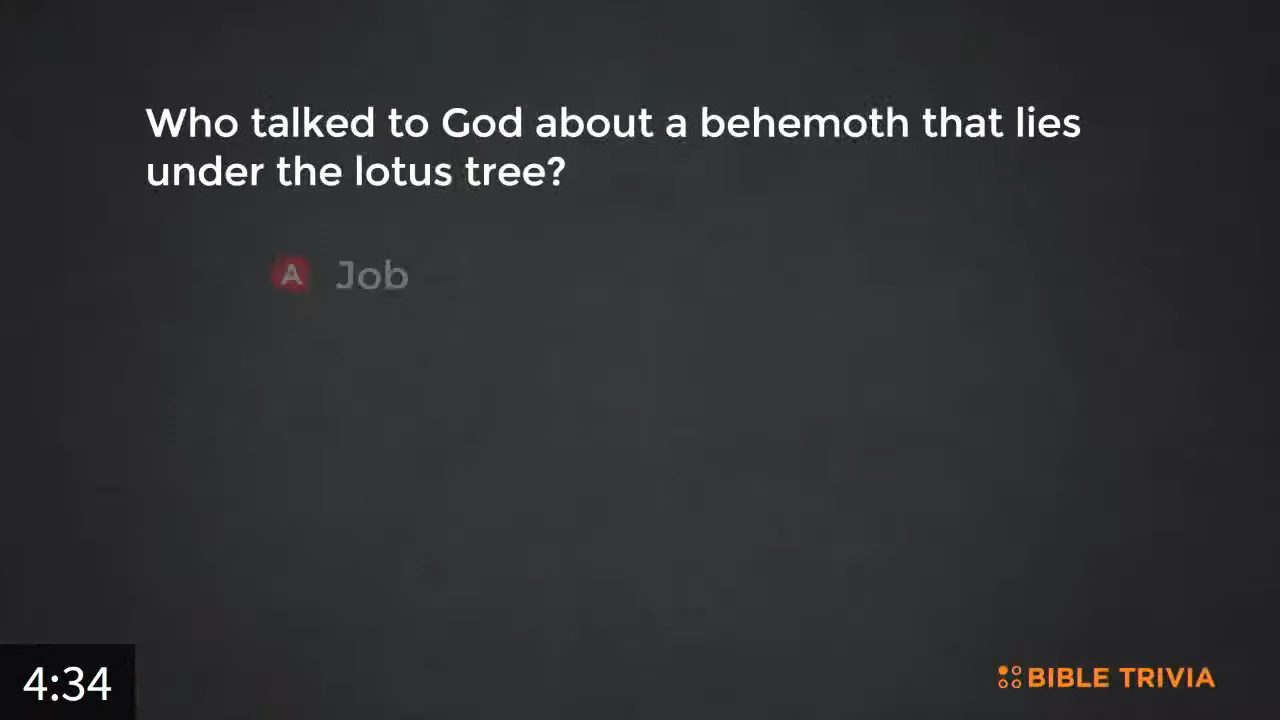 Who talked to God about a behemoth that lies
under the lotus tree?
A Job
4:34
BIBLE TRIVIA